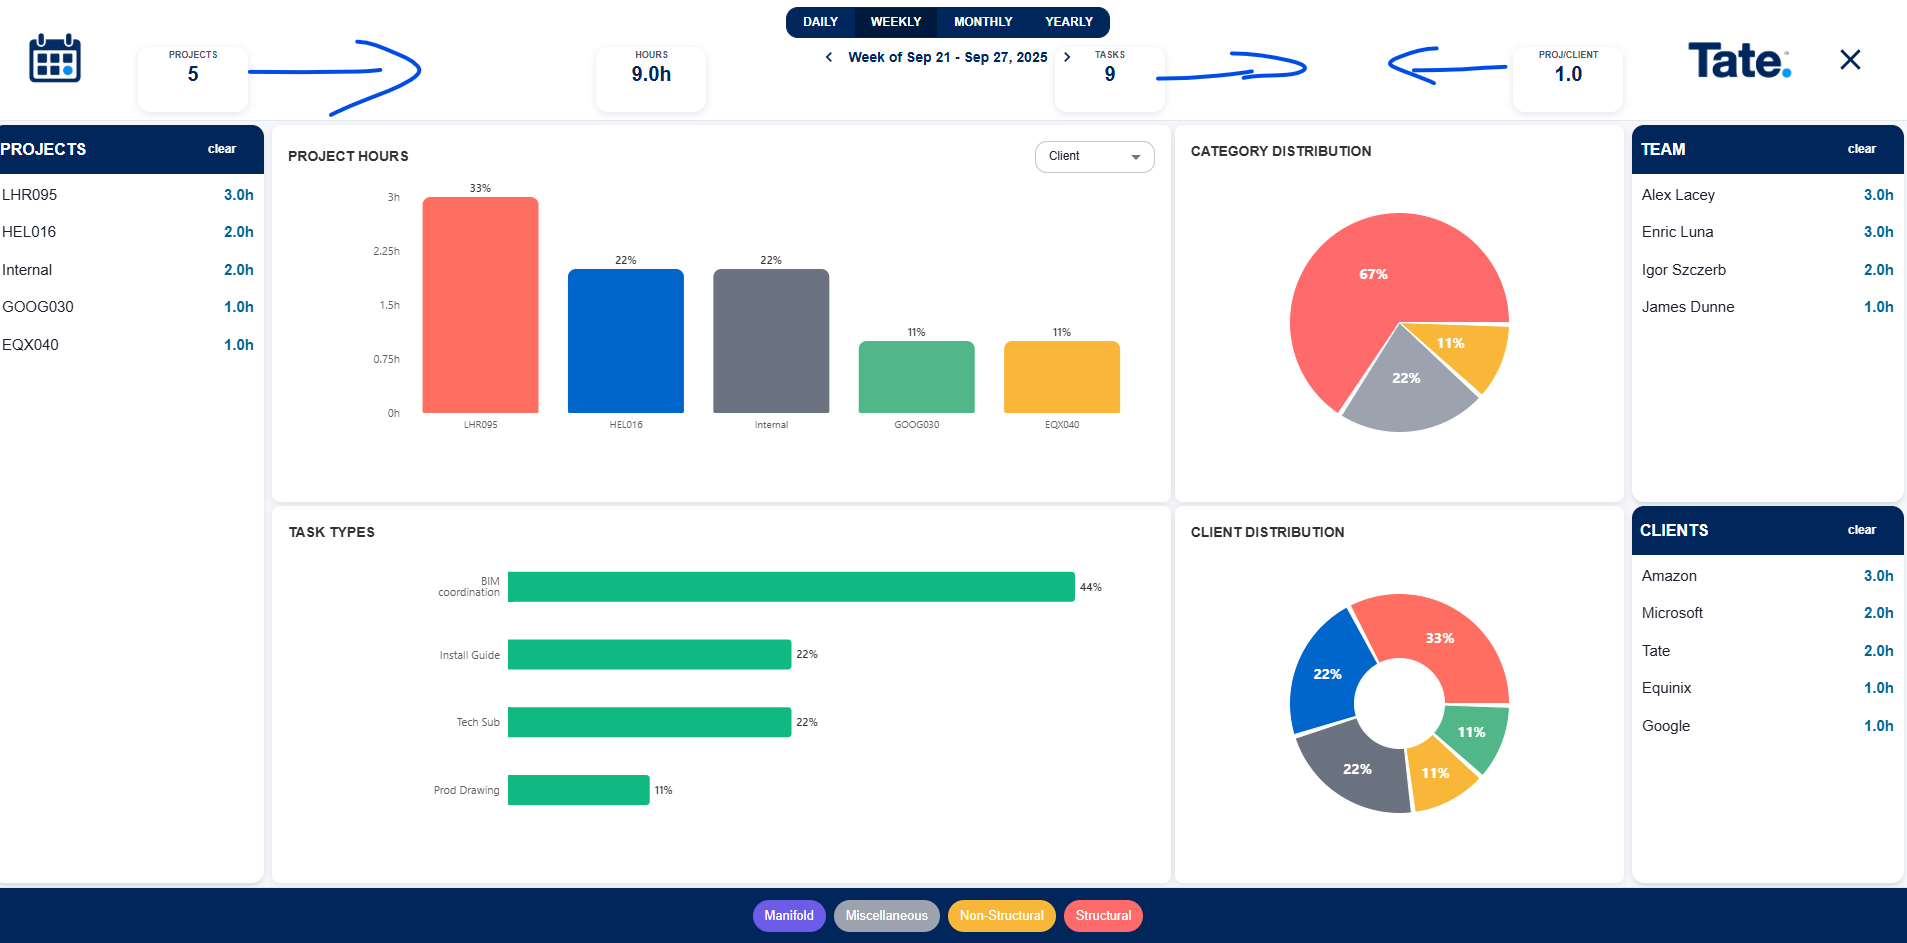 DAILY WEEKLY MONTHLY YEARLY
PROJECTS
5
HOURS
9.0h
Week of Sep 21 - Sep 27, 2025
TASKS
9
PROJ/CLIENT
1.0
Tate.
PROJECTS clear
LHR095 3.0h
HEL016 2.0h
Internal 2.0h
GOOG030 1.0h
EQX040 1.0h
PROJECT HOURS
Client
3h
2.25h
1.5h
0.75h
0h
33%
22%
22%
11%
11%
LHR095 HEL016 Internal GOOG030 EQX040
CATEGORY DISTRIBUTION
67%
11%
22%
TEAM clear
Alex Lacey 3.0h
Enric Luna 3.0h
Igor Szczerb 2.0h
James Dunne 1.0h
TASK TYPES
BIM
coordination
44%
Install Guide 22%
Tech Sub 22%
Prod Drawing 11%
CLIENT DISTRIBUTION
33%
22%
11%
22%
11%
CLIENTS clear
Amazon 3.0h
Microsoft 2.0h
Tate 2.0h
Equinix 1.0h
Google 1.0h
Manifold Miscellaneous Non-Structural Structural